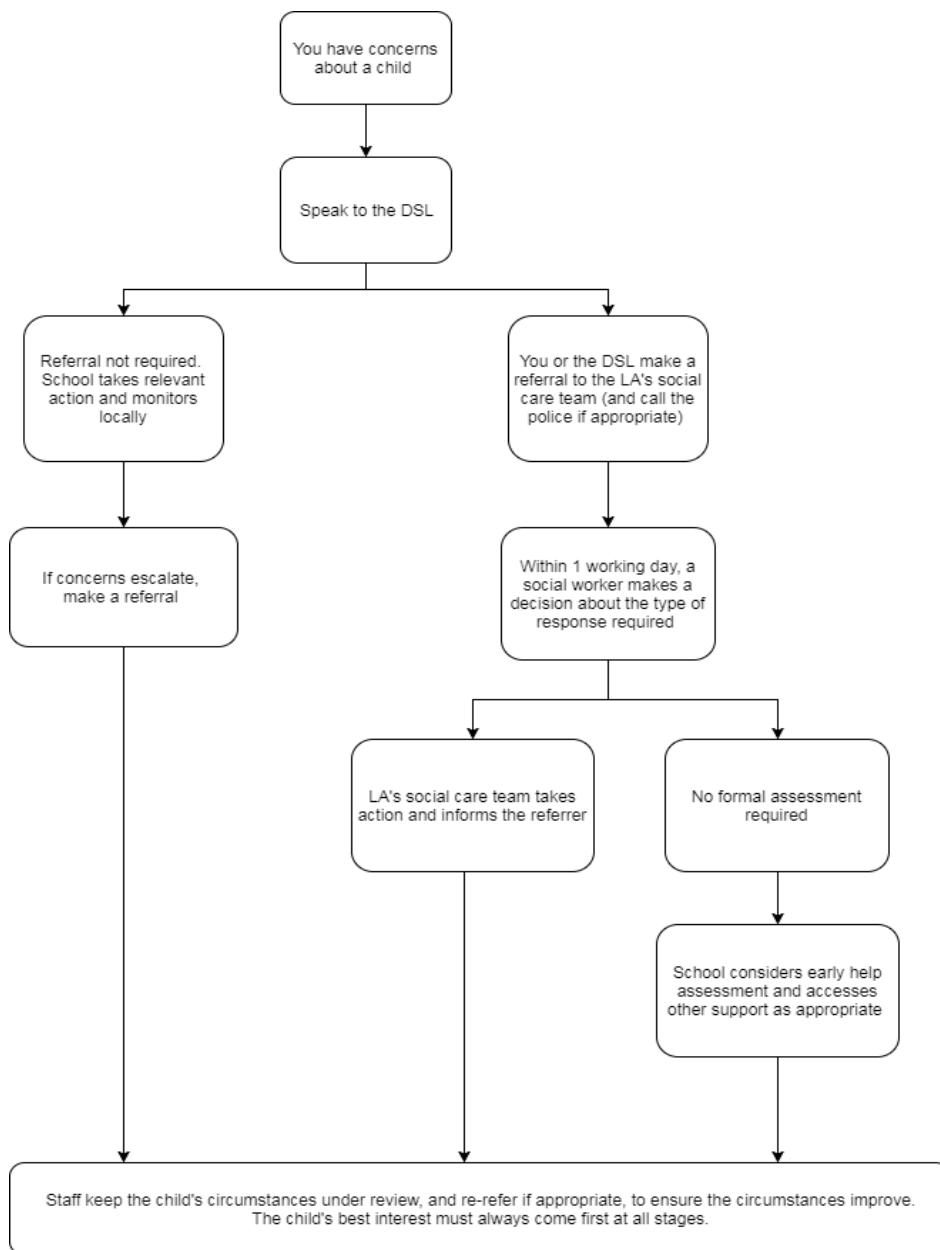 You have concerns
about a child
Speak to the DSL
Referral not required.
School takes relevant
action and monitors
locally
You or the DSL make a
referral to the LA's social
care team (and call the
police if appropriate)
If concerns escalate,
make a referral
Within 1 working day, a
social worker makes a
decision about the type of
response required
LA's social care team takes
action and informs the referrer
No formal assessment
required
School considers early help
assessment and accesses
other support as appropriate
Staff keep the child's circumstances under review, and re-refer if appropriate, to ensure the circumstances improve.
The child's best interest must always come first at all stages.